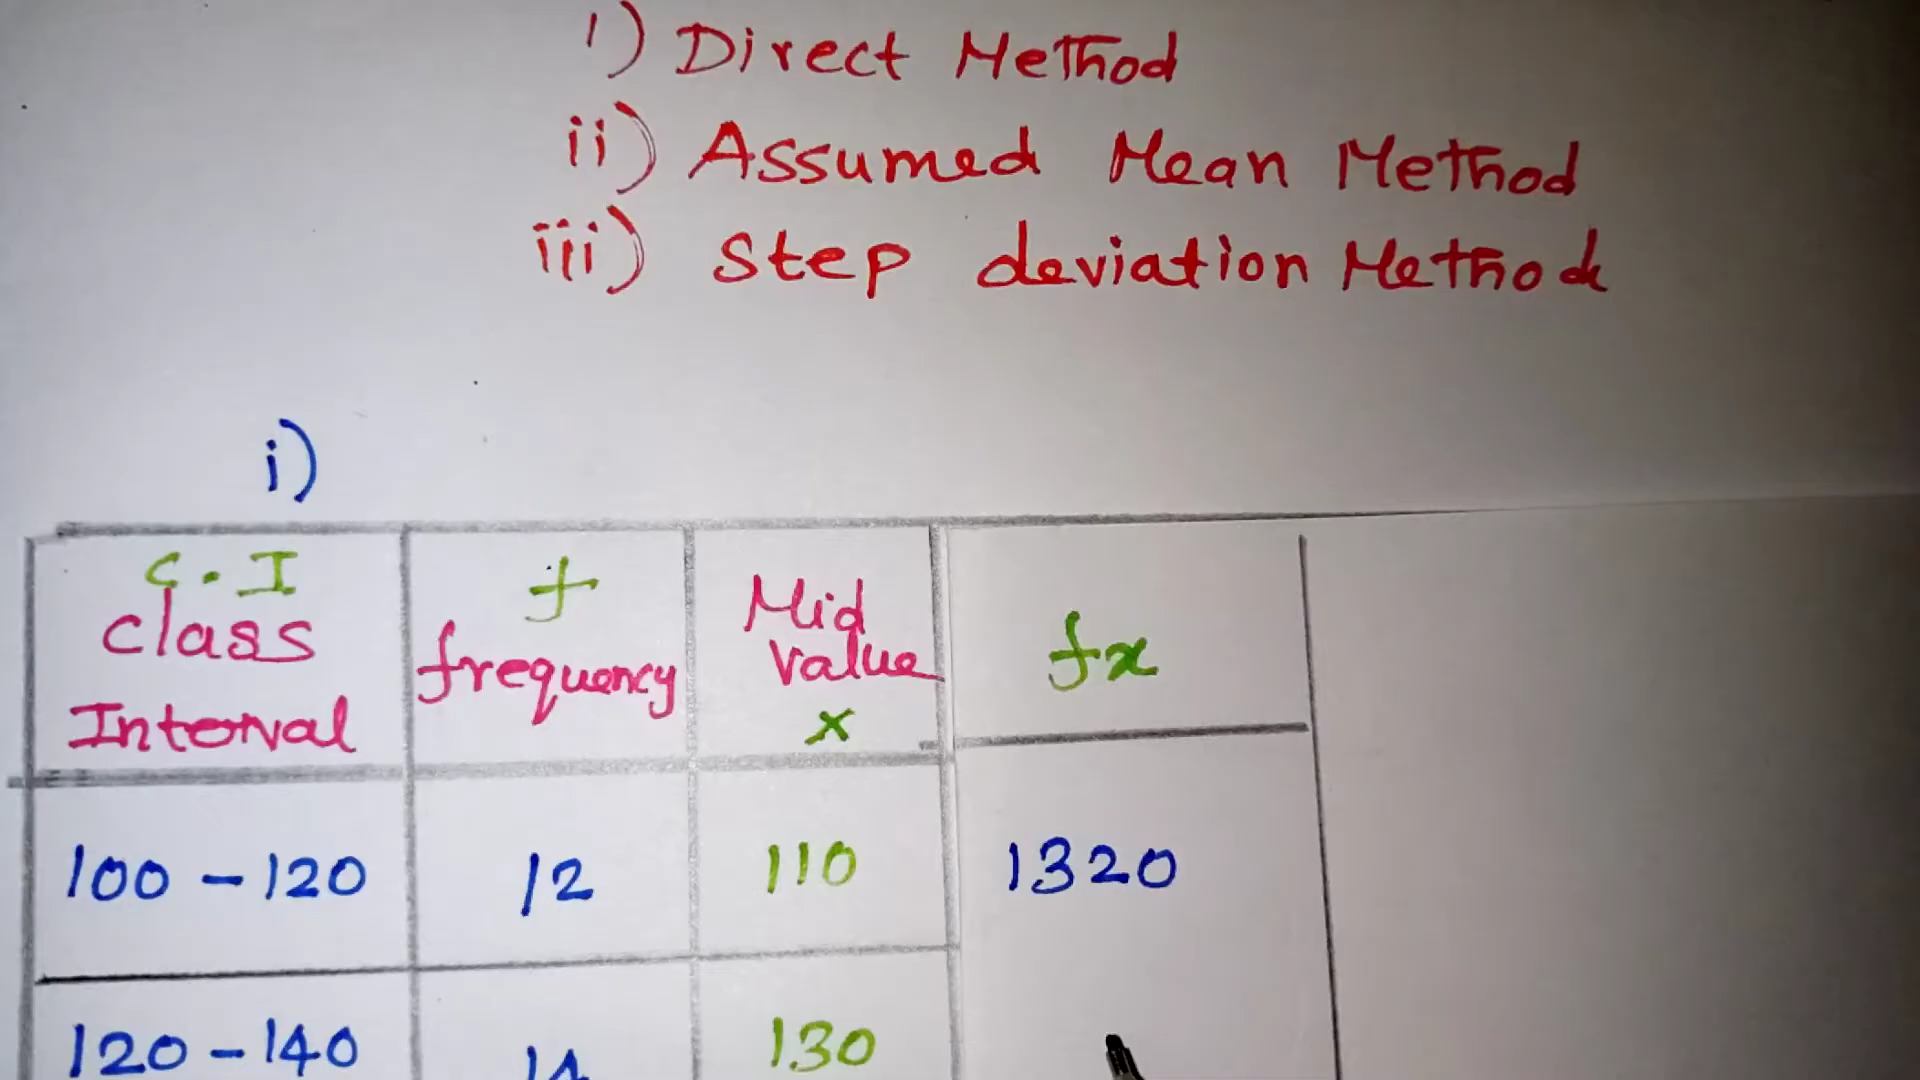 i) Direct Method
ii) Assumed Mean Method
iii) Step deviation Method
i)
C.I
class
Interval
f
frequency
Mid
value
x
fx
100 - 120
12
110
1320
120 - 140
14
130